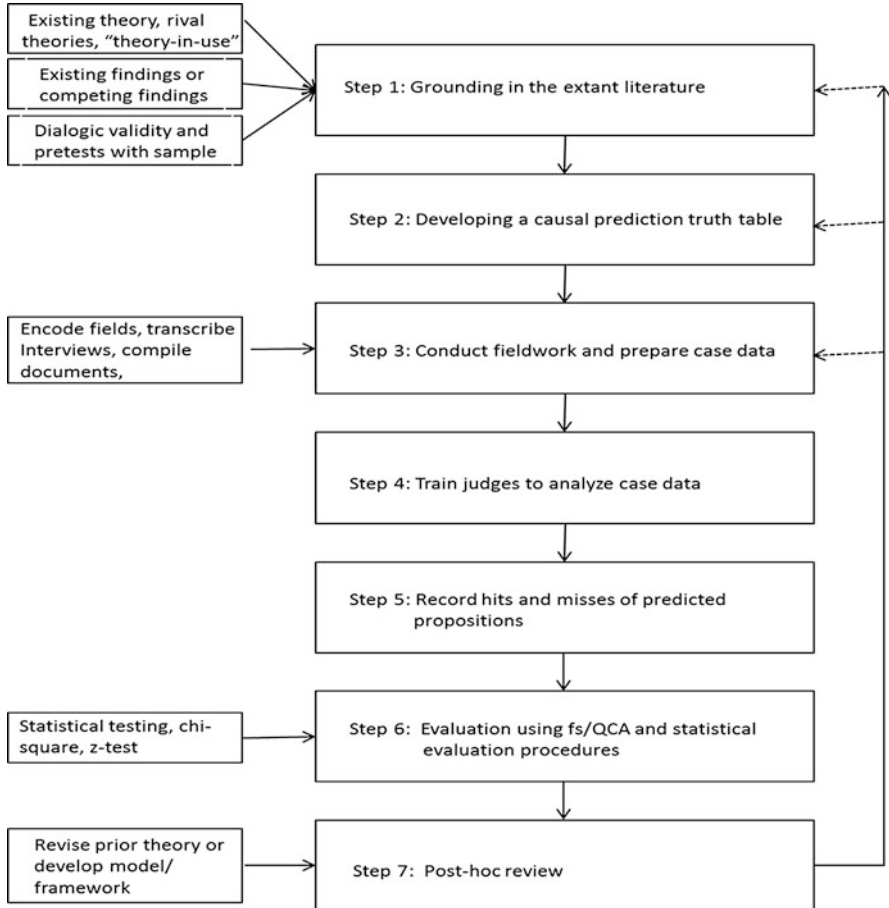 Existing theory, rival
theories, “theory-in-use”
Existing findings or
competing findings
Dialogic validity and
pretests with sample
Step 1: Grounding in the extant literature
Step 2: Developing a causal prediction truth table
Encode fields, transcribe
Interviews, compile
documents,
Step 3: Conduct fieldwork and prepare case data
Step 4: Train judges to analyze case data
Step 5: Record hits and misses of predicted
propositions
Statistical testing, chi-
square, z-test
Step 6: Evaluation using fs/QCA and statistical
evaluation procedures
Revise prior theory or
develop model/
framework
Step 7: Post-hoc review